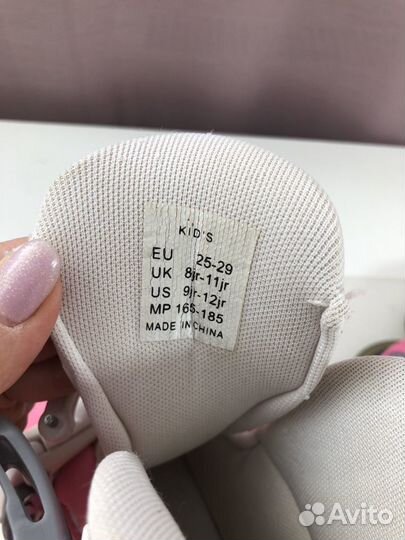 KID'S
EU 25-29
UK 8jr-11jr
US 9jr-12jr
MP 165-185
MADE IN CHINA
Avito